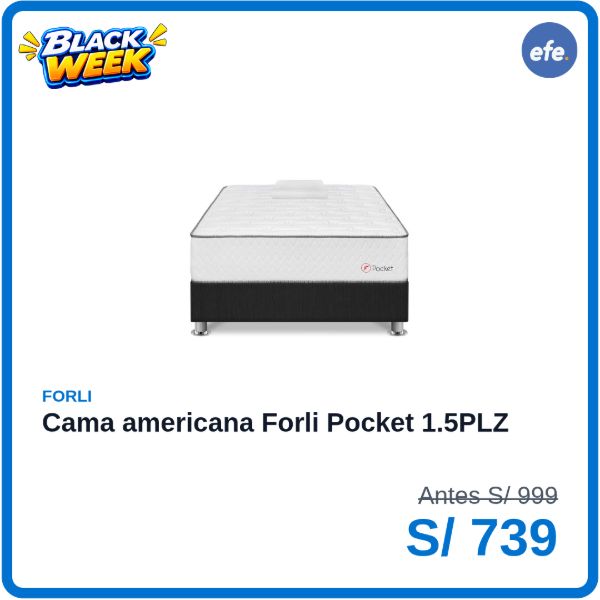 BLACK
WEEK
efe.
Pocket
FORLI
Cama americana Forli Pocket 1.5PLZ
Antes S/ 999
S/ 739